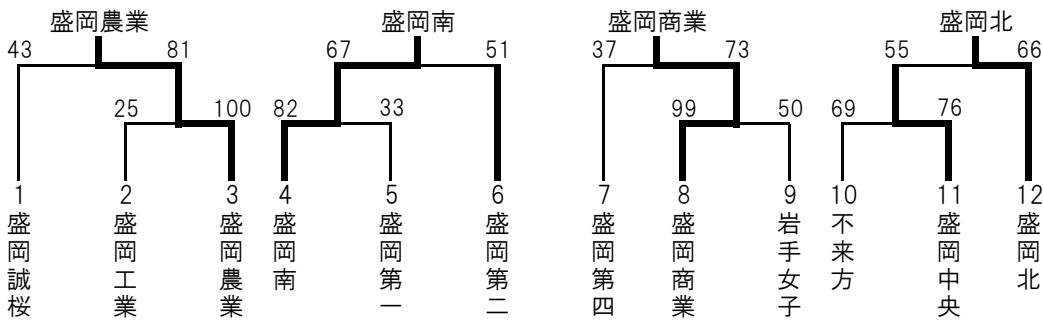 盛岡農業 盛岡南 盛岡商業 盛岡北
43 81 67 51 37 73 55 66
25 100 82 33 99 50 69 76
1 2 3 4 5 6 7 8 9 10 11 12
盛岡誠桜
盛岡工業
盛岡農業
盛岡南
盛岡第一
盛岡第二
盛岡第四
盛岡商業
岩手女子
不来方
盛岡中央
盛岡北